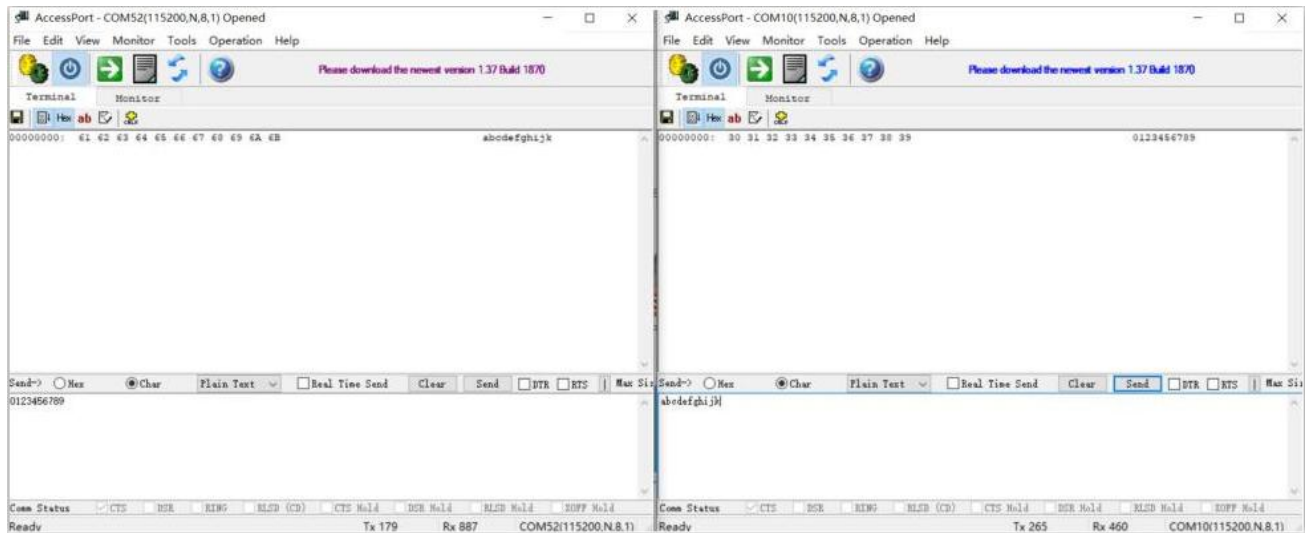 AccessPort - COM52(115200,N,8,1) Opened
File Edit View Monitor Tools Operation Help
Please download the newest version 1.37 Build 1870
Terminal Monitor
Hex ab
00000000: 61 62 63 64 65 66 67 68 69 6A 6B abcdefghijk
Send-> Hex Char Plain Text Real Time Send Clear Send DTR RTS | Max Siz
0123456789
Comm Status CTS DSR RING RLSD (CD) CTS Hold DSR Hold RLSD Hold XOFF Hold
Ready Tx 179 Rx 887 COM52(115200,N,8,1)
AccessPort - COM10(115200,N,8,1) Opened
File Edit View Monitor Tools Operation Help
Please download the newest version 1.37 Build 1870
Terminal Monitor
Hex ab
00000000: 30 31 32 33 34 35 36 37 38 39 0123456789
Send-> Hex Char Plain Text Real Time Send Clear Send DTR RTS | Max Siz
abcdefghijk
Comm Status CTS DSR RING RLSD (CD) CTS Hold DSR Hold RLSD Hold XOFF Hold
Ready Tx 265 Rx 460 COM10(115200,N,8,1)